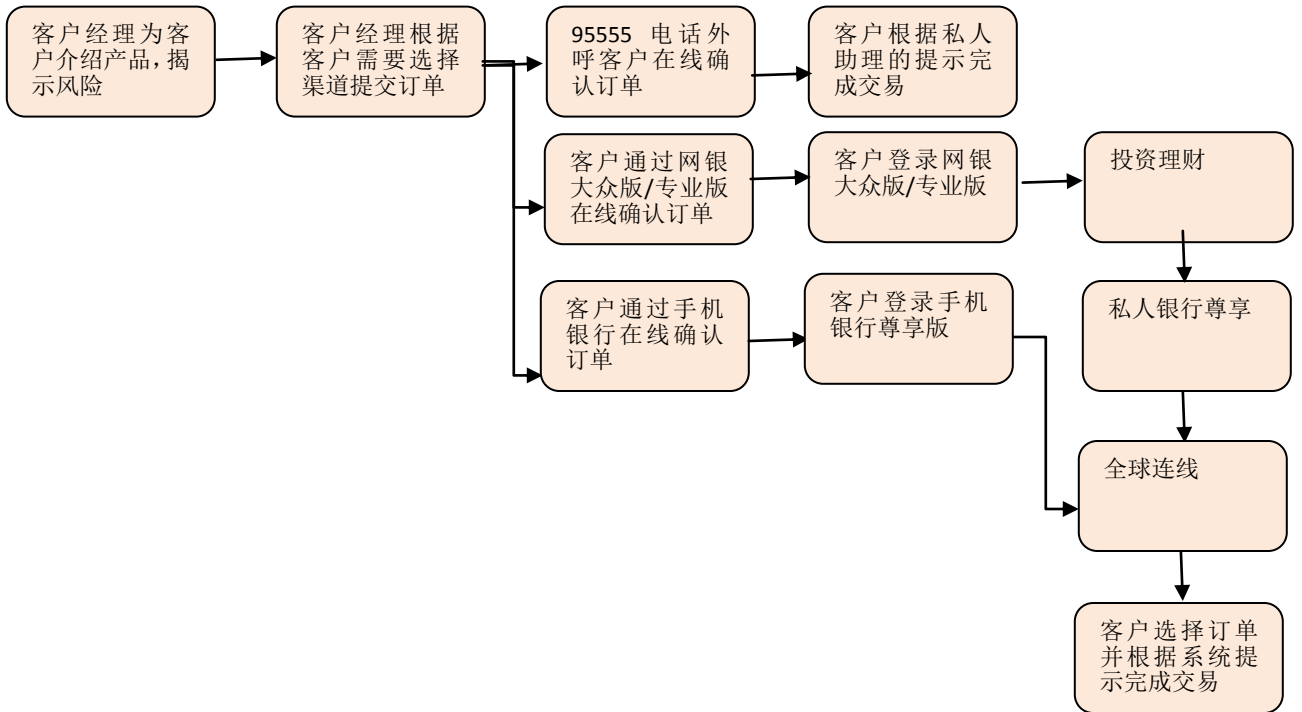 客户经理为客
户介绍产品，揭
示风险
客户经理根据
客户需要选择
渠道提交订单
95555 电话外
呼客户在线确
认订单
客户根据私人
助理的提示完
成交易
客户通过网银
大众版/专业版
在线确认订单
客户登录网银
大众版/专业版
投资理财
客户通过手机
银行在线确认
订单
客户登录手机
银行尊享版
私人银行尊享
全球连线
客户选择订单
并根据系统提
示完成交易